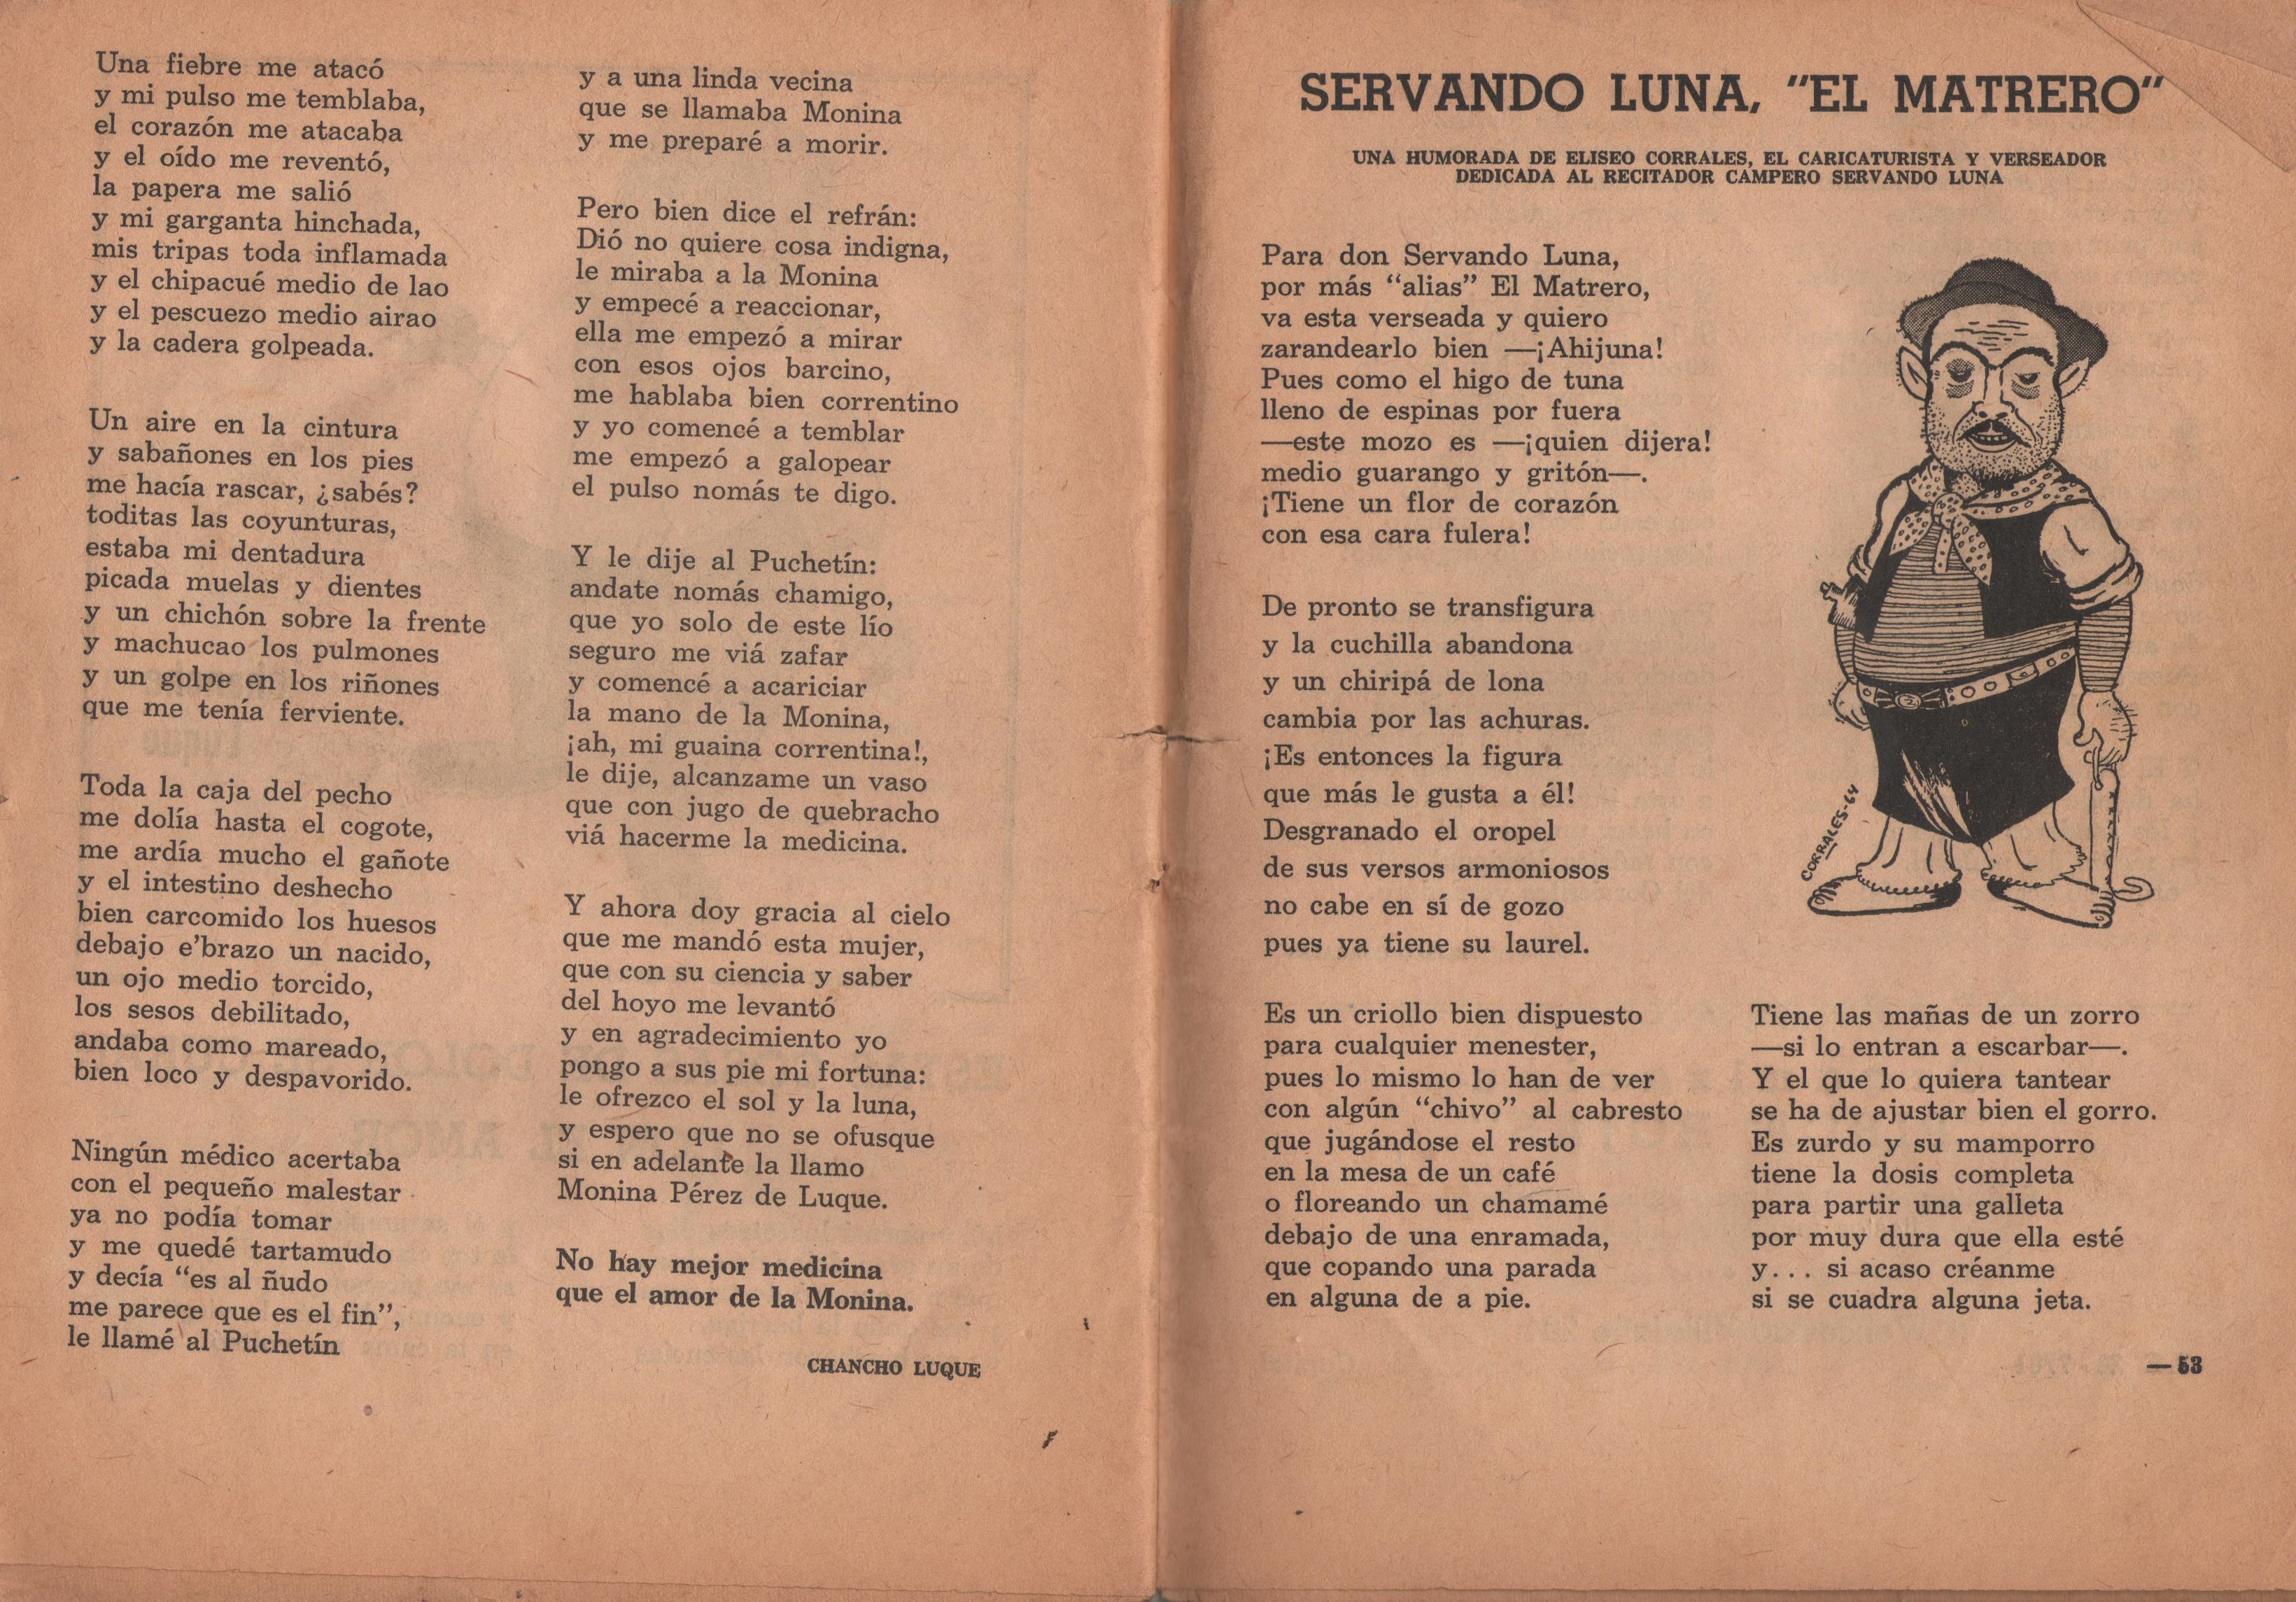 Una fiebre me atacó
y mi pulso me temblaba,
el corazón me atacaba
y el oído me reventó,
la papera me salió
y mi garganta hinchada,
mis tripas toda inflamada
y el chipacué medio de lao
y el pescuezo medio airao
y la cadera golpeada.
Un aire en la cintura
y sabañones en los pies
me hacía rascar, ¿sabés?
toditas las coyunturas,
estaba mi dentadura
picada muelas y dientes
y un chichón sobre la frente
y machucao los pulmones
y un golpe en los riñones
que me tenía ferviente.
Toda la caja del pecho
me dolía hasta el cogote,
me ardía mucho el gañote
y el intestino deshecho
bien carcomido los huesos
debajo e'brazo un nacido,
un ojo medio torcido,
los sesos debilitado,
andaba como mareado,
bien loco y despavorido.
Ningún médico acertaba
con el pequeño malestar
ya no podía tomar
y me quedé tartamudo
y decía “es al ñudo
me parece que es el fin”,
le llamé al Puchetín
y a una linda vecina
que se llamaba Monina
y me preparé a morir.
Pero bien dice el refrán:
Dió no quiere cosa indigna,
le miraba a la Monina
y empecé a reaccionar,
ella me empezó a mirar
con esos ojos barcino,
me hablaba bien correntino
y yo comencé a temblar
me empezó a galopear
el pulso nomás te digo.
Y le dije al Puchetín:
andate nomás chamigo,
que yo solo de este lío
seguro me viá zafar
y comencé a acariciar
la mano de la Monina,
¡ah, mi guaina correntina!,
le dije, alcanzame un vaso
que con jugo de quebracho
viá hacerme la medicina.
Y ahora doy gracia al cielo
que me mandó esta mujer,
que con su ciencia y saber
del hoyo me levantó
y en agradecimiento yo
pongo a sus pie mi fortuna:
le ofrezco el sol y la luna,
y espero que no se ofusque
si en adelante la llamo
Monina Pérez de Luque.
No hay mejor medicina
que el amor de la Monina.
CHANCHO LUQUE
SERVANDO LUNA, "EL MATRERO"
UNA HUMORADA DE ELISEO CORRALES, EL CARICATURISTA Y VERSEADOR
DEDICADA AL RECITADOR CAMPERO SERVANDO LUNA
Para don Servando Luna,
por más “alias” El Matrero,
va esta verseada y quiero
zarandearlo bien —¡Ahijuna!
Pues como el higo de tuna
lleno de espinas por fuera
—este mozo es —¡quien dijera!
medio guarango y gritón—.
¡Tiene un flor de corazón
con esa cara fulera!
De pronto se transfigura
y la cuchilla abandona
y un chiripá de lona
cambia por las achuras.
¡Es entonces la figura
que más le gusta a él!
Desgranado el oropel
de sus versos armoniosos
no cabe en sí de gozo
pues ya tiene su laurel.
CORRALES-64
Es un criollo bien dispuesto
para cualquier menester,
pues lo mismo lo han de ver
con algún “chivo” al cabresto
que jugándose el resto
en la mesa de un café
o floreando un chamamé
debajo de una enramada,
que copando una parada
en alguna de a pie.
Tiene las mañas de un zorro
—si lo entran a escarbar—.
Y el que lo quiera tantear
se ha de ajustar bien el gorro.
Es zurdo y su mamporro
tiene la dosis completa
para partir una galleta
por muy dura que ella esté
y... si acaso créanme
si se cuadra alguna jeta.
— 53